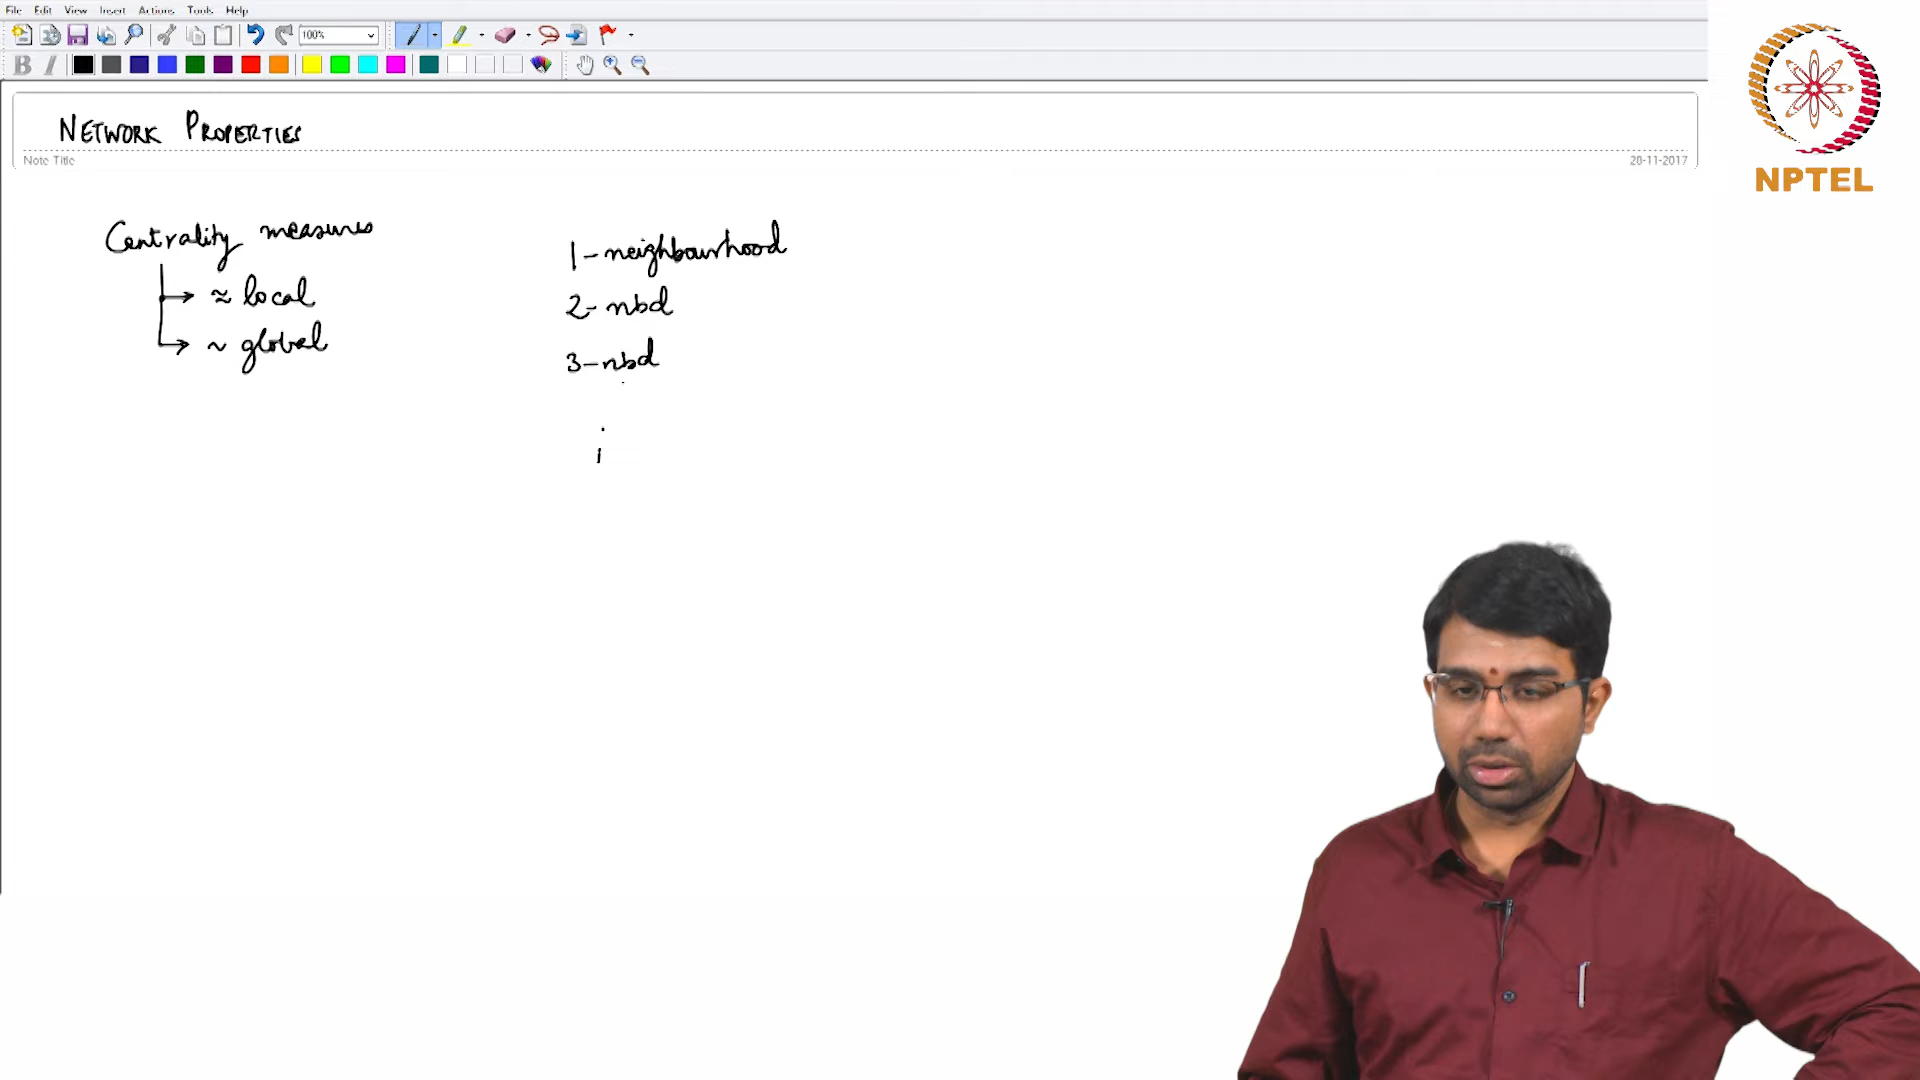 File Edit View Insert Actions Tools Help
100%
B I
NETWORK PROPERTIES
Note Title
28-11-2017
NPTEL
Centrality measures
→ ≈ local
→ ~ global
1-neighbourhood
2-nbd
3-nbd
i